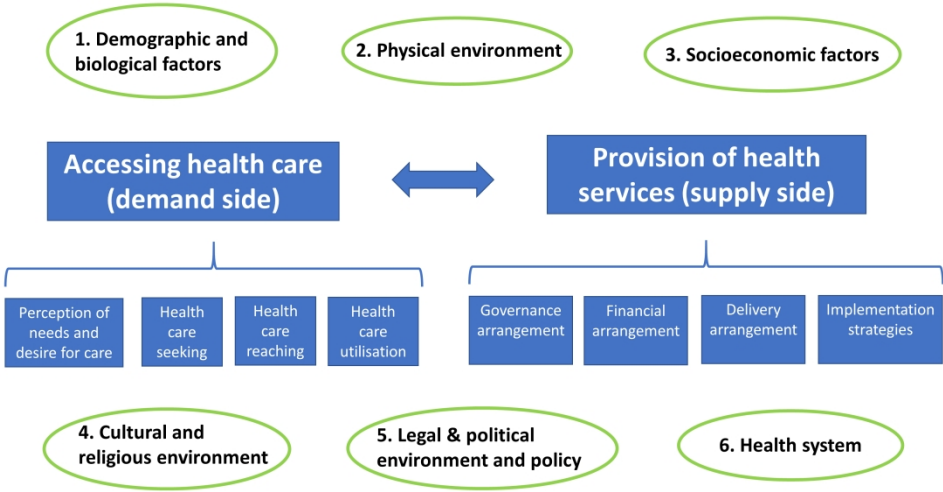 1. Demographic and
biological factors
2. Physical environment
3. Socioeconomic factors
Accessing health care
(demand side)
Provision of health
services (supply side)
Perception of
needs and
desire for care
Health
care
seeking
Health
care
reaching
Health
care
utilisation
Governance
arrangement
Financial
arrangement
Delivery
arrangement
Implementation
strategies
4. Cultural and
religious environment
5. Legal & political
environment and policy
6. Health system